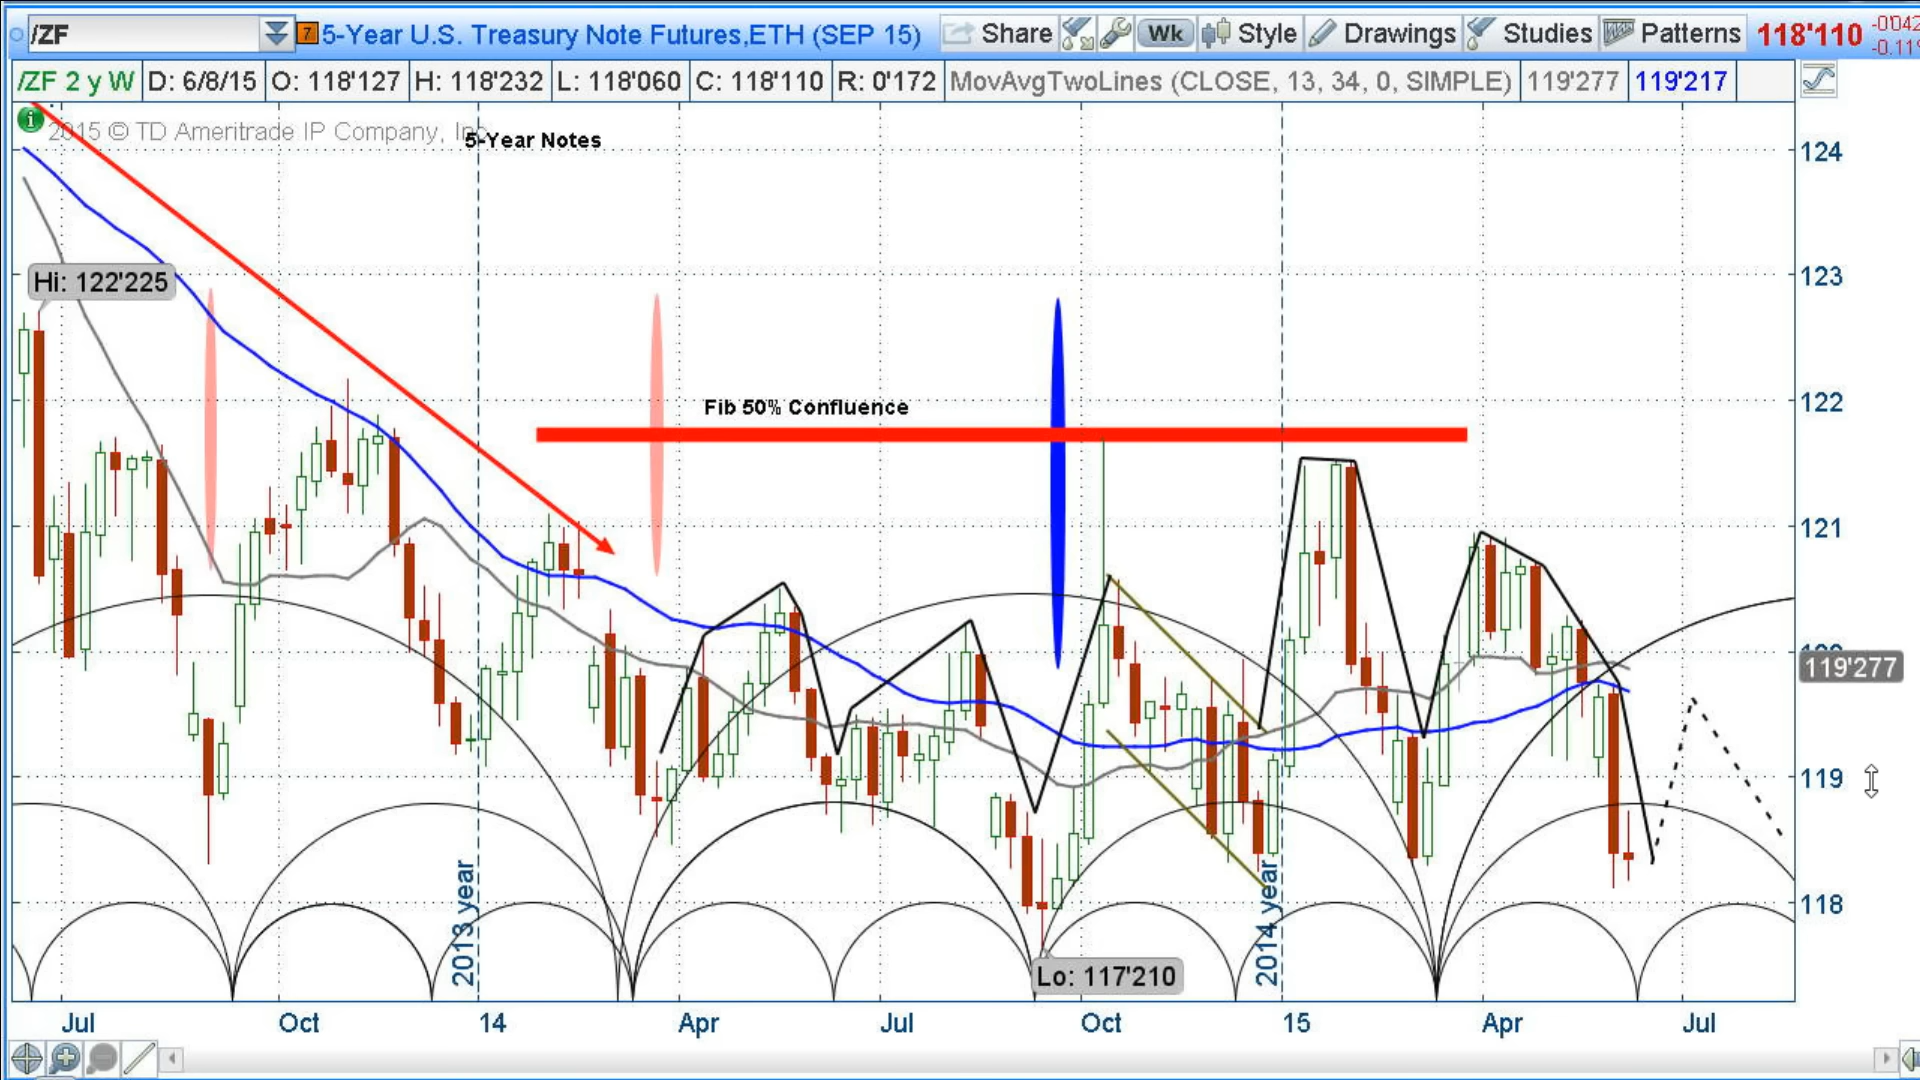 /ZF 7 5-Year U.S. Treasury Note Futures,ETH (SEP 15) Share Wk Style Drawings Studies Patterns 118'110
-0.11%
/ZF 2 y W D: 6/8/15 O: 118'127 H: 118'232 L: 118'060 C: 118'110 R: 0'172 MovAvgTwoLines (CLOSE, 13, 34, 0, SIMPLE) 119'277 119'217
2015 © TD Ameritrade IP Company, Inc
5-Year Notes
124
Hi: 122'225
123
Fib 50% Confluence
122
121
119'277
119
118
2013 year
2014 year
Lo: 117'210
Jul Oct 14 Apr Jul Oct 15 Apr Jul